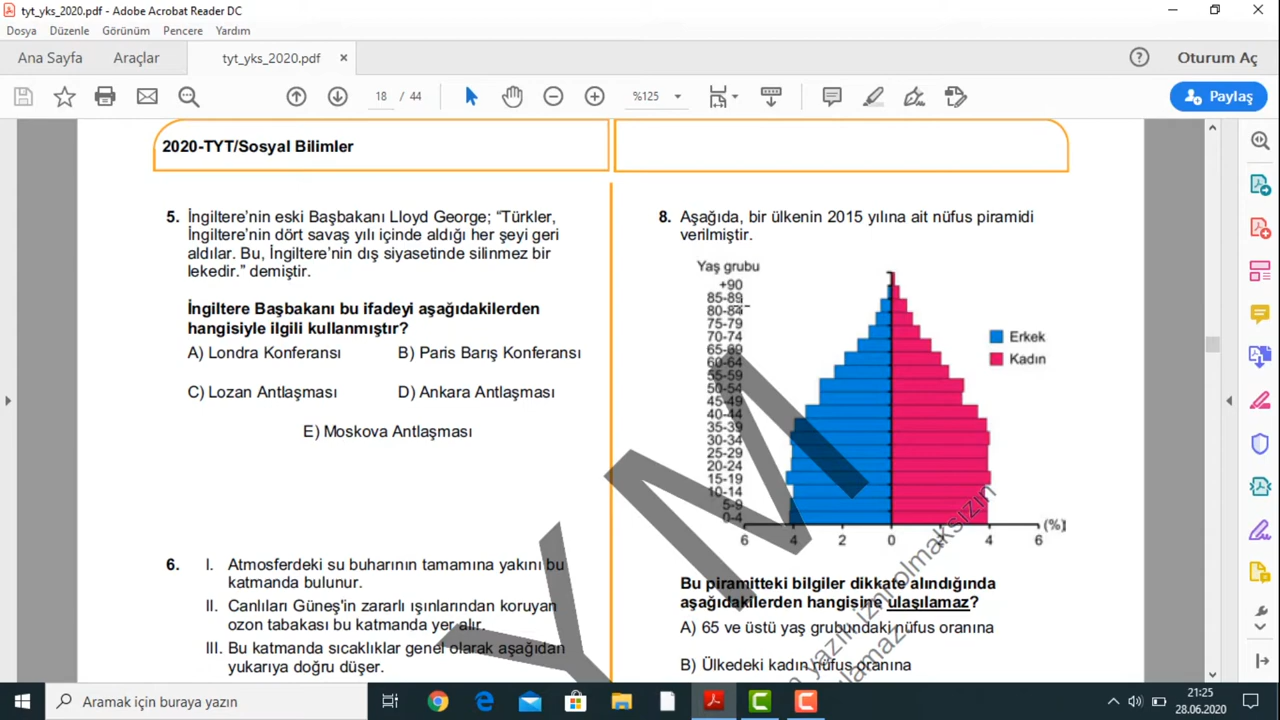 tyt_yks_2020.pdf - Adobe Acrobat Reader DC
Dosya Düzenle Görünüm Pencere Yardım
Ana Sayfa Araçlar tyt_yks_2020.pdf × ? Oturum Aç
18 / 44 %125 Paylaş
2020-TYT/Sosyal Bilimler
5. İngiltere'nin eski Başbakanı Lloyd George; "Türkler,
İngiltere'nin dört savaş yılı içinde aldığı her şeyi geri
aldılar. Bu, İngiltere'nin dış siyasetinde silinmez bir
lekedir." demiştir.
İngiltere Başbakanı bu ifadeyi aşağıdakilerden
hangisiyle ilgili kullanmıştır?
A) Londra Konferansı B) Paris Barış Konferansı
C) Lozan Antlaşması D) Ankara Antlaşması
E) Moskova Antlaşması
6. I. Atmosferdeki su buharının tamamına yakını bu
katmanda bulunur.
II. Canlıları Güneş'in zararlı ışınlarından koruyan
ozon tabakası bu katmanda yer alır.
III. Bu katmanda sıcaklıklar genel olarak aşağıdan
yukarıya doğru düşer.
8. Aşağıda, bir ülkenin 2015 yılına ait nüfus piramidi
verilmiştir.
Yaş grubu
+90
85-89
80-84
75-79
70-74
65-69
60-64
55-59
50-54
45-49
40-44
35-39
30-34
25-29
20-24
15-19
10-14
5-9
0-4
6 4 2 0 2 4 6 (%)
Erkek
Kadın
Bu piramitteki bilgiler dikkate alındığında
aşağıdakilerden hangisine ulaşılamaz?
A) 65 ve üstü yaş grubundaki nüfus oranına
B) Ülkedeki kadın nüfus oranına
Y M
yazılı izni olmaksızın
Aramak için buraya yazın
21:25
28.06.2020